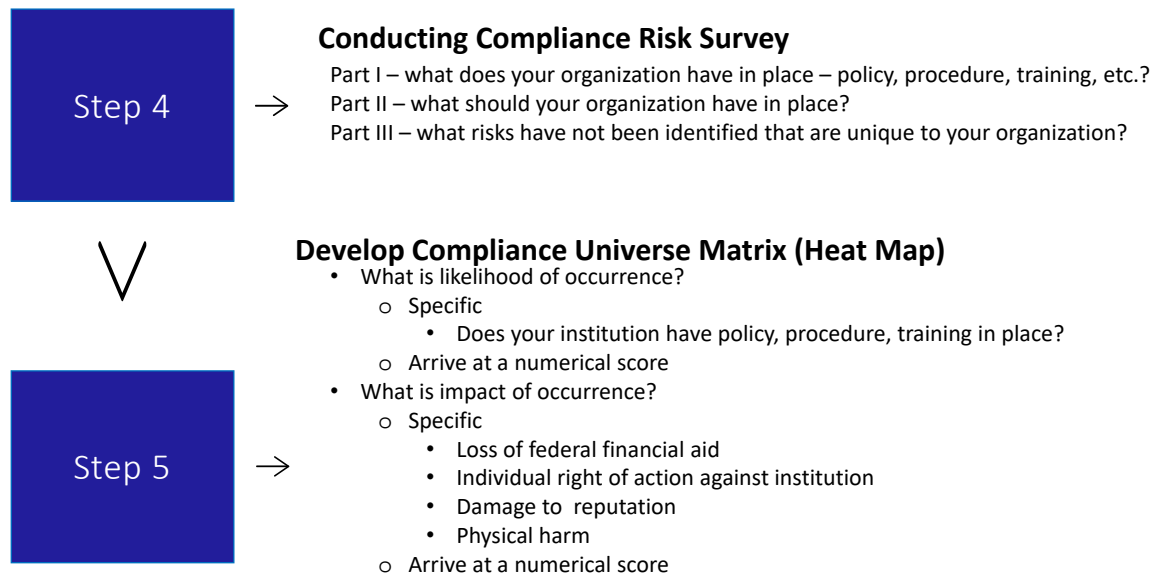 Step 4
→
Conducting Compliance Risk Survey
Part I – what does your organization have in place – policy, procedure, training, etc.?
Part II – what should your organization have in place?
Part III – what risks have not been identified that are unique to your organization?
Develop Compliance Universe Matrix (Heat Map)
• What is likelihood of occurrence?
o Specific
• Does your institution have policy, procedure, training in place?
o Arrive at a numerical score
• What is impact of occurrence?
o Specific
• Loss of federal financial aid
• Individual right of action against institution
• Damage to  reputation
• Physical harm
o Arrive at a numerical score
Step 5
→